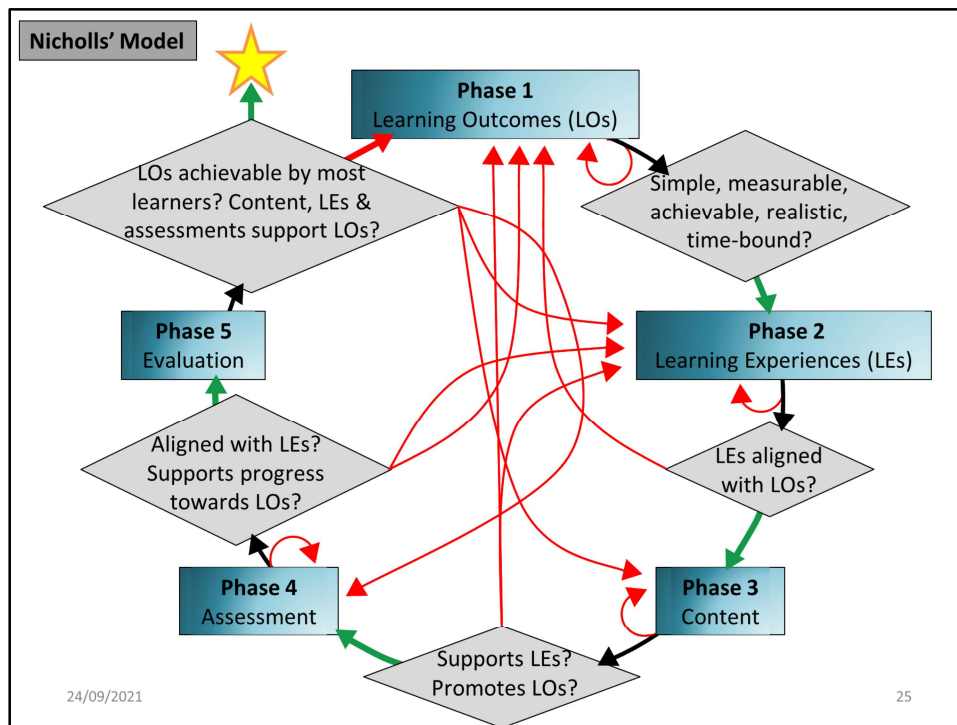 Nicholls' Model
Phase 1
Learning Outcomes (LOs)
LOs achievable by most
learners? Content, LEs &
assessments support LOs?
Simple, measurable,
achievable, realistic,
time-bound?
Phase 5
Evaluation
Phase 2
Learning Experiences (LEs)
Aligned with LEs?
Supports progress
towards LOs?
LEs aligned
with LOs?
Phase 4
Assessment
Phase 3
Content
Supports LEs?
Promotes LOs?
24/09/2021
25